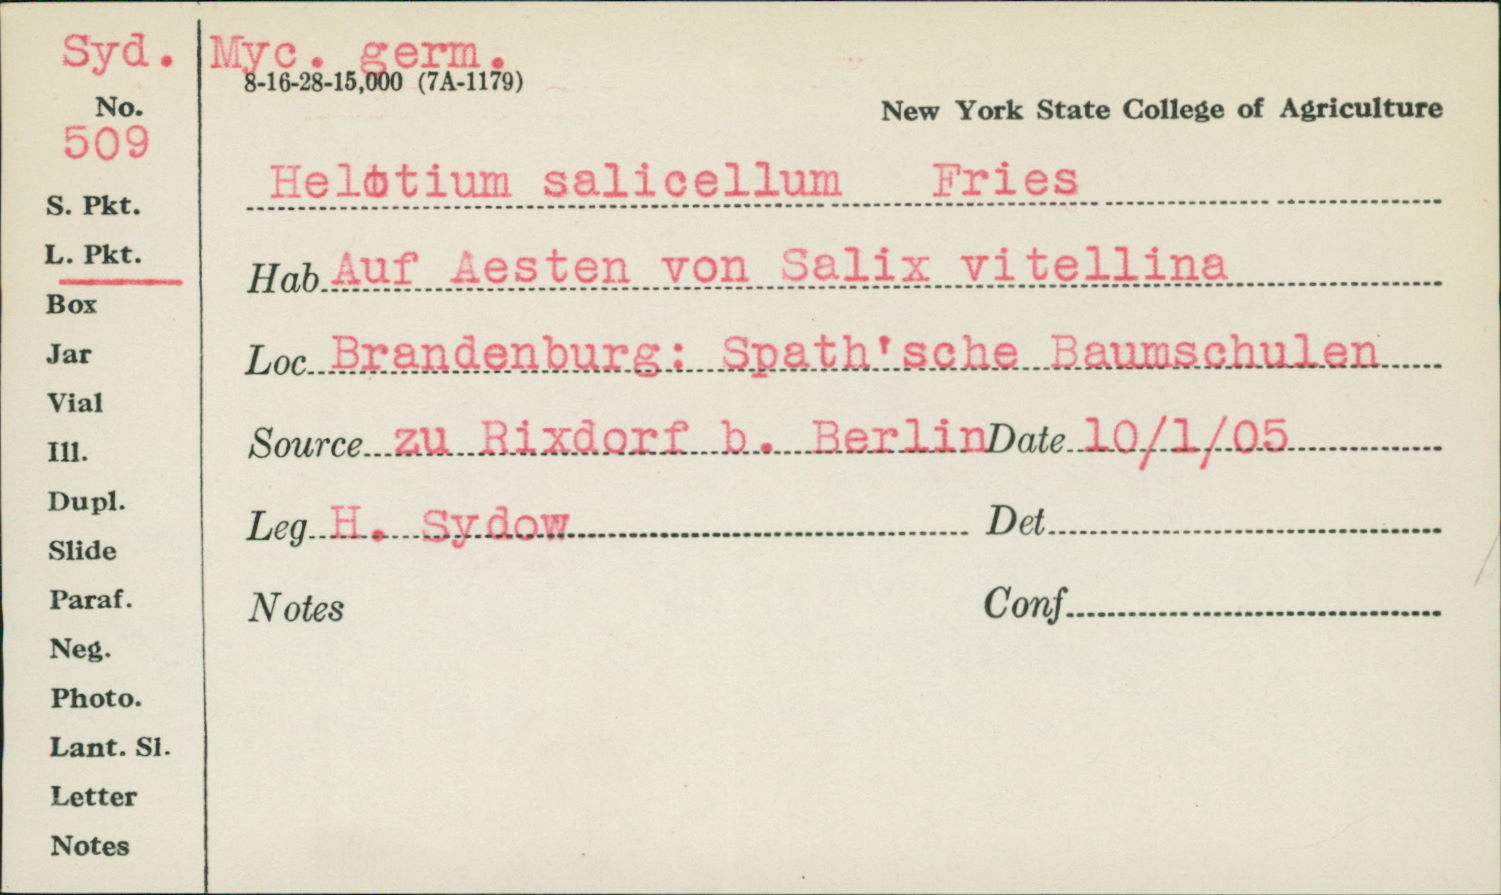 Syd. Myc. germ.
8-16-28-15,000 (7A-1179)
No.
509
New York State College of Agriculture
Helotium salicellum Fries
S. Pkt.
L. Pkt.
Hab Auf Aesten von Salix vitellina
Box
Jar
Loc Brandenburg: Spath'sche Baumschulen
Vial
Ill.
Source zu Rixdorf b. Berlin Date 10/1/05
Dupl.
Leg H. Sydow Det
Slide
Paraf.
Notes Conf
Neg.
Photo.
Lant. Sl.
Letter
Notes